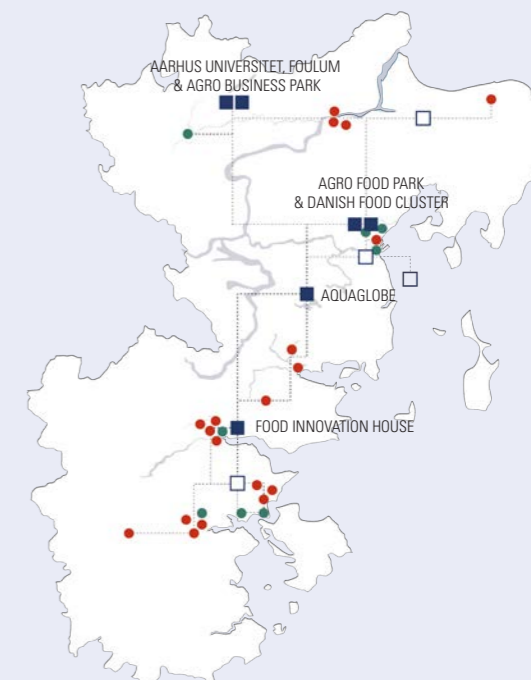 AARHUS UNIVERSITET, FOULUM
& AGRO BUSINESS PARK
AGRO FOOD PARK
& DANISH FOOD CLUSTER
AQUAGLOBE
FOOD INNOVATION HOUSE